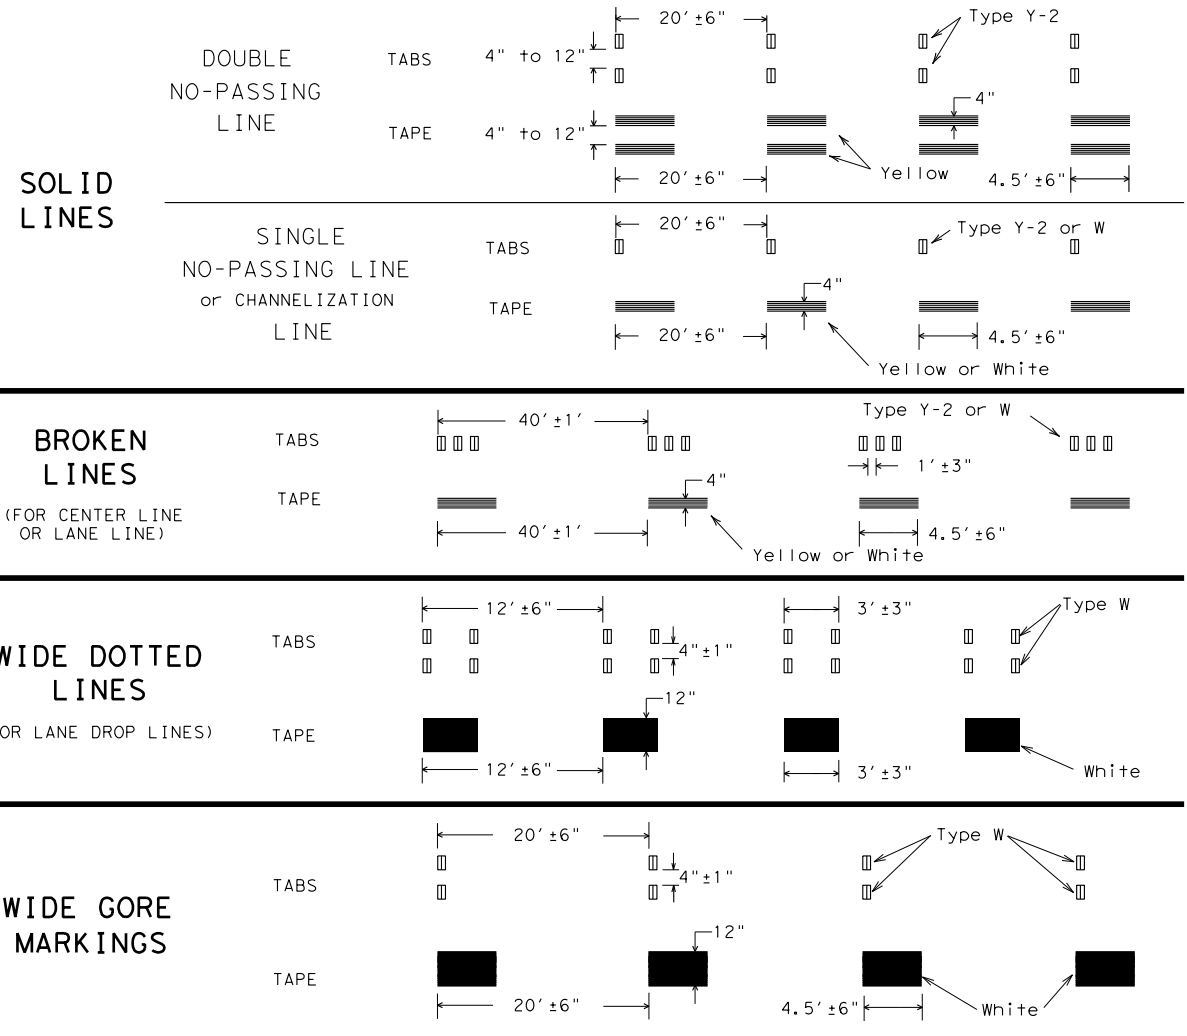 SOLID
LINES
DOUBLE
NO-PASSING
LINE
TABS
4" to 12"
20'±6"
Type Y-2
TAPE
4" to 12"
4"
Yellow
20'±6"
4.5'±6"
SINGLE
NO-PASSING LINE
or CHANNELIZATION
LINE
TABS
20'±6"
Type Y-2 or W
TAPE
4"
20'±6"
4.5'±6"
Yellow or White
BROKEN
LINES
(FOR CENTER LINE
OR LANE LINE)
TABS
40'±1'
Type Y-2 or W
1'±3"
TAPE
4"
40'±1'
4.5'±6"
Yellow or White
WIDE DOTTED
LINES
OR LANE DROP LINES)
TABS
12'±6"
3'±3"
Type W
4"±1"
TAPE
12"
12'±6"
3'±3"
White
WIDE GORE
MARKINGS
TABS
20'±6"
Type W
4"±1"
TAPE
12"
20'±6"
4.5'±6"
White